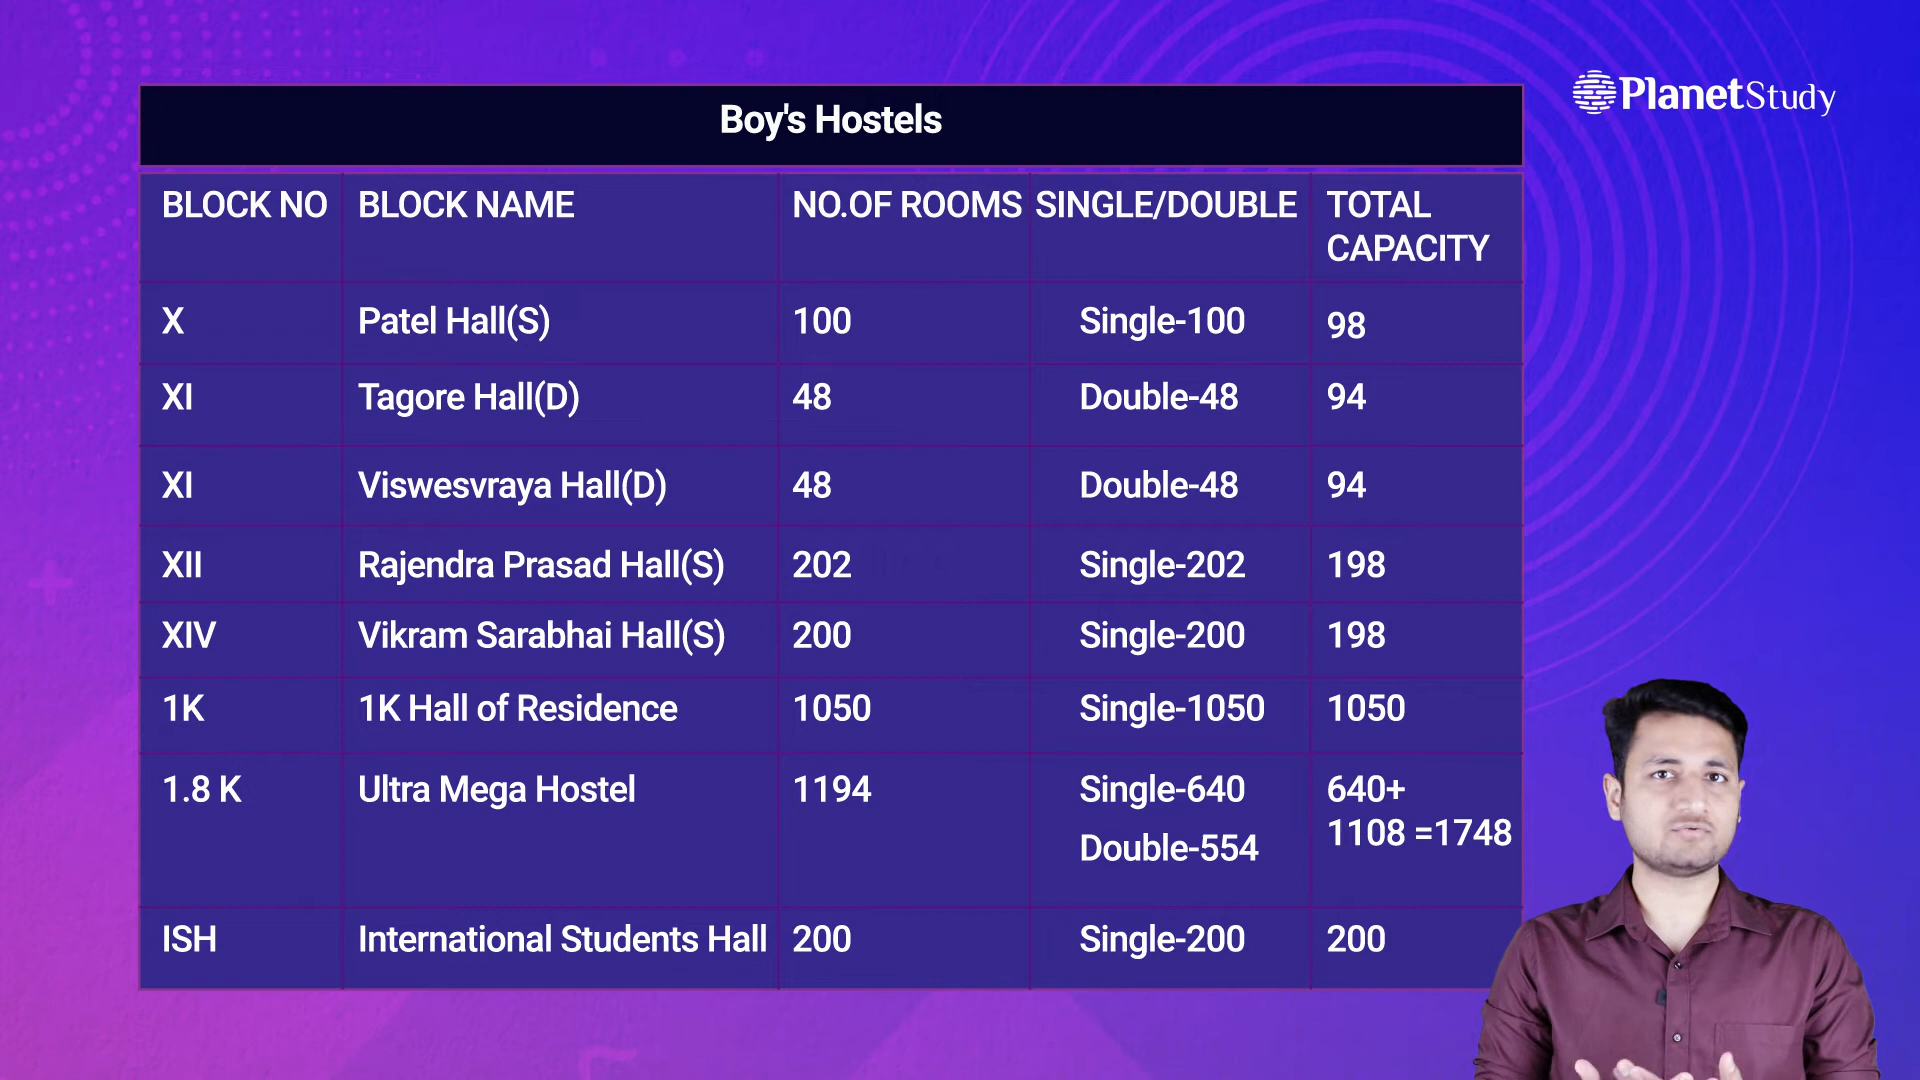 PlanetStudy
Boy's Hostels
BLOCK NO BLOCK NAME NO.OF ROOMS SINGLE/DOUBLE TOTAL CAPACITY
X Patel Hall(S) 100 Single-100 98
XI Tagore Hall(D) 48 Double-48 94
XI Viswesvraya Hall(D) 48 Double-48 94
XII Rajendra Prasad Hall(S) 202 Single-202 198
XIV Vikram Sarabhai Hall(S) 200 Single-200 198
1K 1K Hall of Residence 1050 Single-1050 1050
1.8 K Ultra Mega Hostel 1194 Single-640 640+
Double-554 1108 =1748
ISH International Students Hall 200 Single-200 200